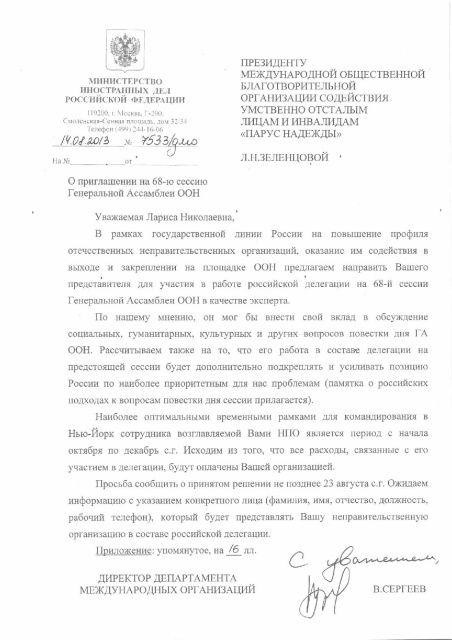 МИНИСТЕРСТВО
ИНОСТРАННЫХ ДЕЛ
РОССИЙСКОЙ ФЕДЕРАЦИИ
119200, г. Москва, Г-200,
Смоленская-Сенная площадь, дом 32/34
Телефон (499) 244-16-06
14.08.2013 № 7533/дмо
На № от
ПРЕЗИДЕНТУ
МЕЖДУНАРОДНОЙ ОБЩЕСТВЕННОЙ
БЛАГОТВОРИТЕЛЬНОЙ
ОРГАНИЗАЦИИ СОДЕЙСТВИЯ
УМСТВЕННО ОТСТАЛЫМ
ЛИЦАМ И ИНВАЛИДАМ
«ПАРУС НАДЕЖДЫ»
Л.Н.ЗЕЛЕНЦОВОЙ
О приглашении на 68-ю сессию
Генеральной Ассамблеи ООН
Уважаемая Лариса Николаевна,
В рамках государственной линии России на повышение профиля
отечественных неправительственных организаций, оказание им содействия в
выходе и закреплении на площадке ООН предлагаем направить Вашего
представителя для участия в работе российской делегации на 68-й сессии
Генеральной Ассамблеи ООН в качестве эксперта.
По нашему мнению, он мог бы внести свой вклад в обсуждение
социальных, гуманитарных, культурных и других вопросов повестки дня ГА
ООН. Рассчитываем также на то, что его работа в составе делегации на
предстоящей сессии будет дополнительно подкреплять и усиливать позицию
России по наиболее приоритетным для нас проблемам (памятка о российских
подходах к вопросам повестки дня сессии прилагается).
Наиболее оптимальными временными рамками для командирования в
Нью-Йорк сотрудника возглавляемой Вами НПО является период с начала
октября по декабрь с.г. Исходим из того, что все расходы, связанные с его
участием в делегации, будут оплачены Вашей организацией.
Просьба сообщить о принятом решении не позднее 23 августа с.г. Ожидаем
информацию с указанием конкретного лица (фамилия, имя, отчество, должность,
рабочий телефон), который будет представлять Вашу неправительственную
организацию в составе российской делегации.
Приложение: упомянутое, на 16 лл.
С уважением,
ДИРЕКТОР ДЕПАРТАМЕНТА
МЕЖДУНАРОДНЫХ ОРГАНИЗАЦИЙ
В.СЕРГЕЕВ